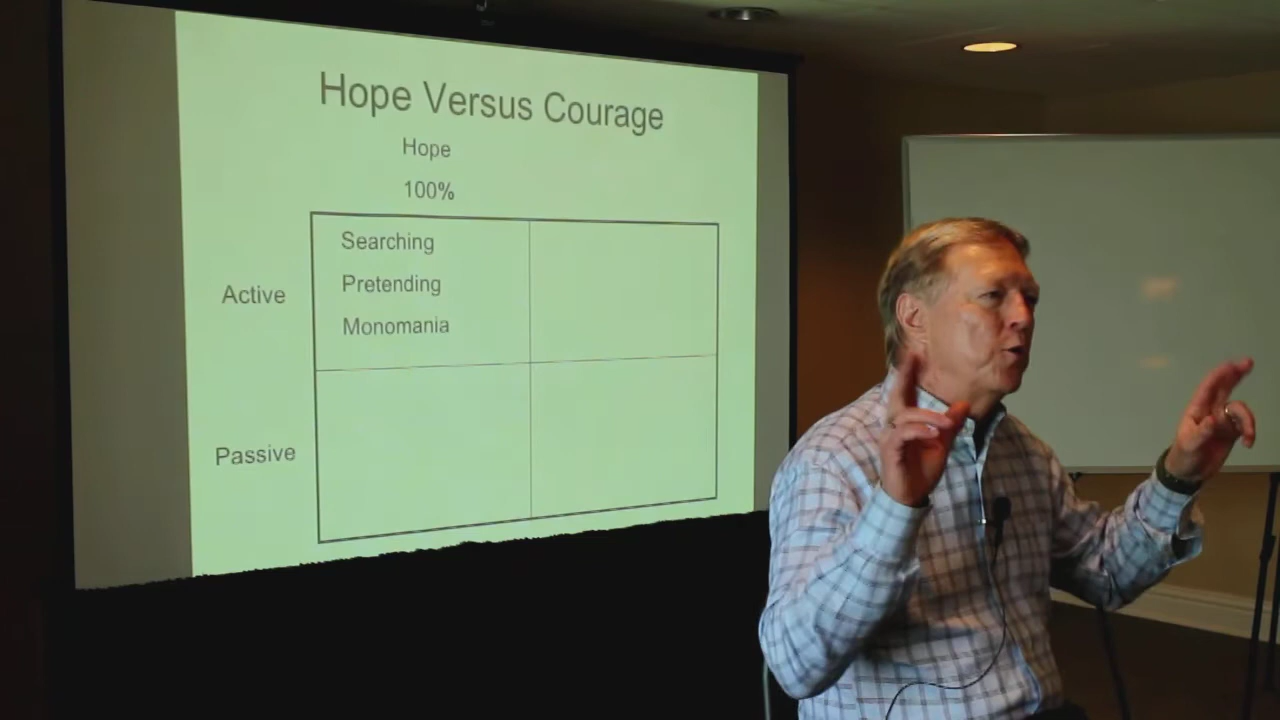 Hope Versus Courage
Hope
100%
Searching
Pretending
Active
Monomania
Passive